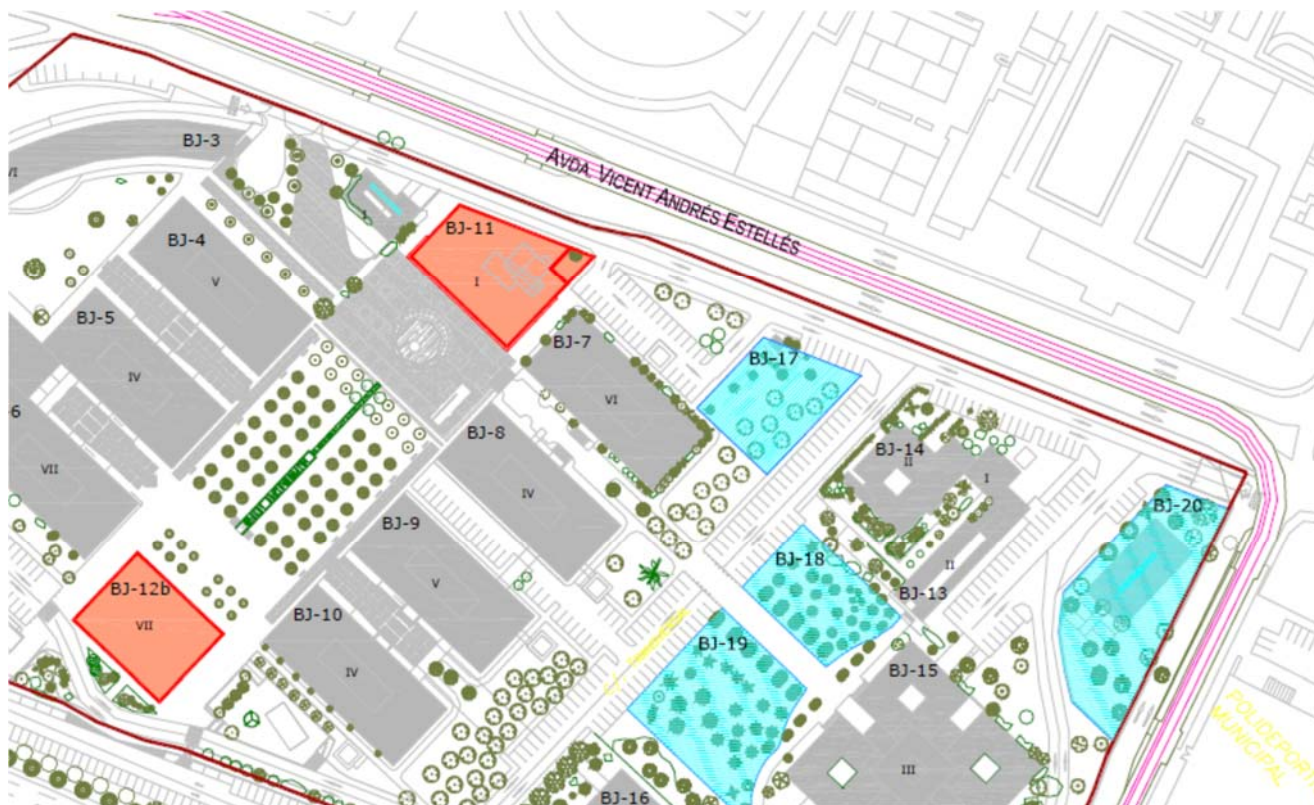 BJ-3
VI
AVDA. VICENT ANDRÉS ESTELLÉS
BJ-4
V
BJ-11
I
BJ-5
IV
BJ-7
VI
BJ-17
6
VII
BJ-8
IV
BJ-14
II
I
BJ-20
BJ-9
V
BJ-18
II
BJ-13
BJ-12b
VII
BJ-10
IV
BJ-19
BJ-15
III
BJ-16
POLIDEPOR
MUNICIPAL